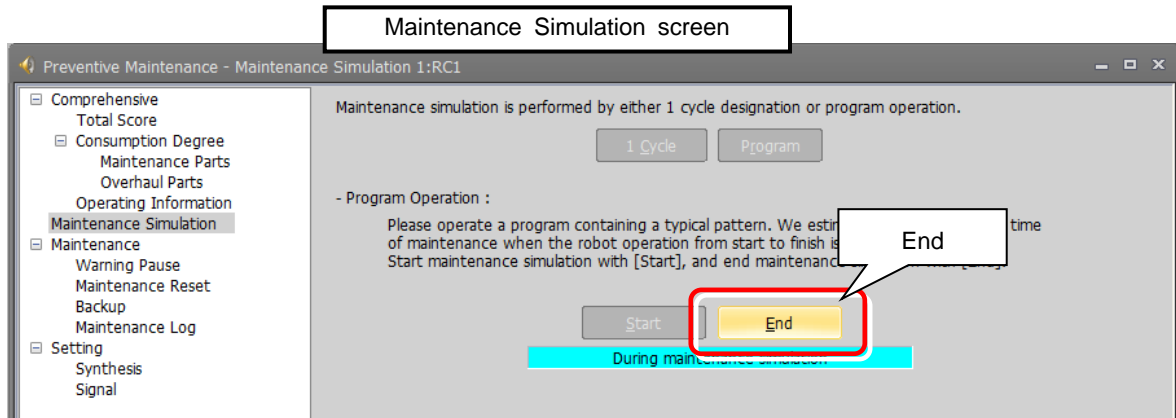 Maintenance Simulation screen
Preventive Maintenance - Maintenance Simulation 1:RC1
Comprehensive
Total Score
Consumption Degree
Maintenance Parts
Overhaul Parts
Operating Information
Maintenance Simulation
Maintenance
Warning Pause
Maintenance Reset
Backup
Maintenance Log
Setting
Synthesis
Signal
Maintenance simulation is performed by either 1 cycle designation or program operation.
1 Cycle Program
- Program Operation :
Please operate a program containing a typical pattern. We time
of maintenance when the robot operation from start to finish
Start maintenance simulation with [Start], and end maintenance
End
Start End
During simulation